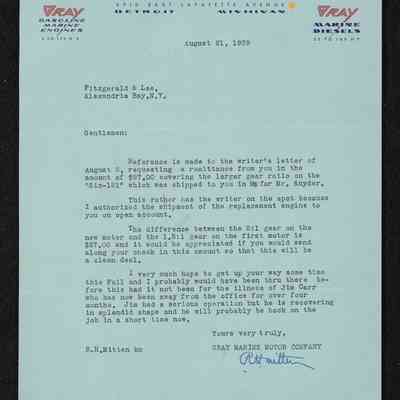 GRAY GRAY
GASOLINE MARINE
MARINE DIESELS
ENGINES
EAST LAFAYETTE AVENUE
DETROIT MICHIGAN
August 21, 1939
Fitzgerald & Lee,
Alexandria Bay, N.Y.
Gentlemen:
Reference is made to the writer's letter of
August 2, requesting a remittance from you in the
amount of $27.00 covering the larger gear ratio on the
"Six-121" which was shipped to you in for Mr. Snyder.
This rather has the writer on the spot because
I authorized the shipment of the replacement engine to
you on open account.
The difference between the 2:1 gear on the
new motor and the 1.5:1 gear on the first motor is
$27.00 and it would be appreciated if you would send
along your check in this amount so that this will be
a clean deal.
I very much hope to get up your way some time
this Fall and I probably would have been thru there be-
fore this had it not been for the illness of Jim Carr
who has now been away from the office for over four
months. Jim had a serious operation but he is recovering
in splendid shape and he will probably be back on the
job in a short time now.
Yours very truly,
R.H.Mitten GRAY MARINE MOTOR COMPANY
RHMitten